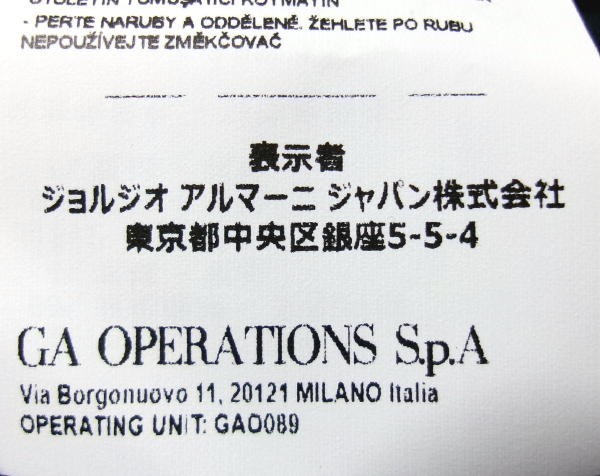 - PERTE NARUBY A ODDĚLENĚ. ŽEHLETE PO RUBU
NEPOUŽÍVEJTE ZMĚKČOVAČ
表示者
ジョルジオ アルマーニ ジャパン株式会社
東京都中央区銀座5-5-4
GA OPERATIONS S.p.A
Via Borgonuovo 11, 20121 MILANO Italia
OPERATING UNIT: GAO089